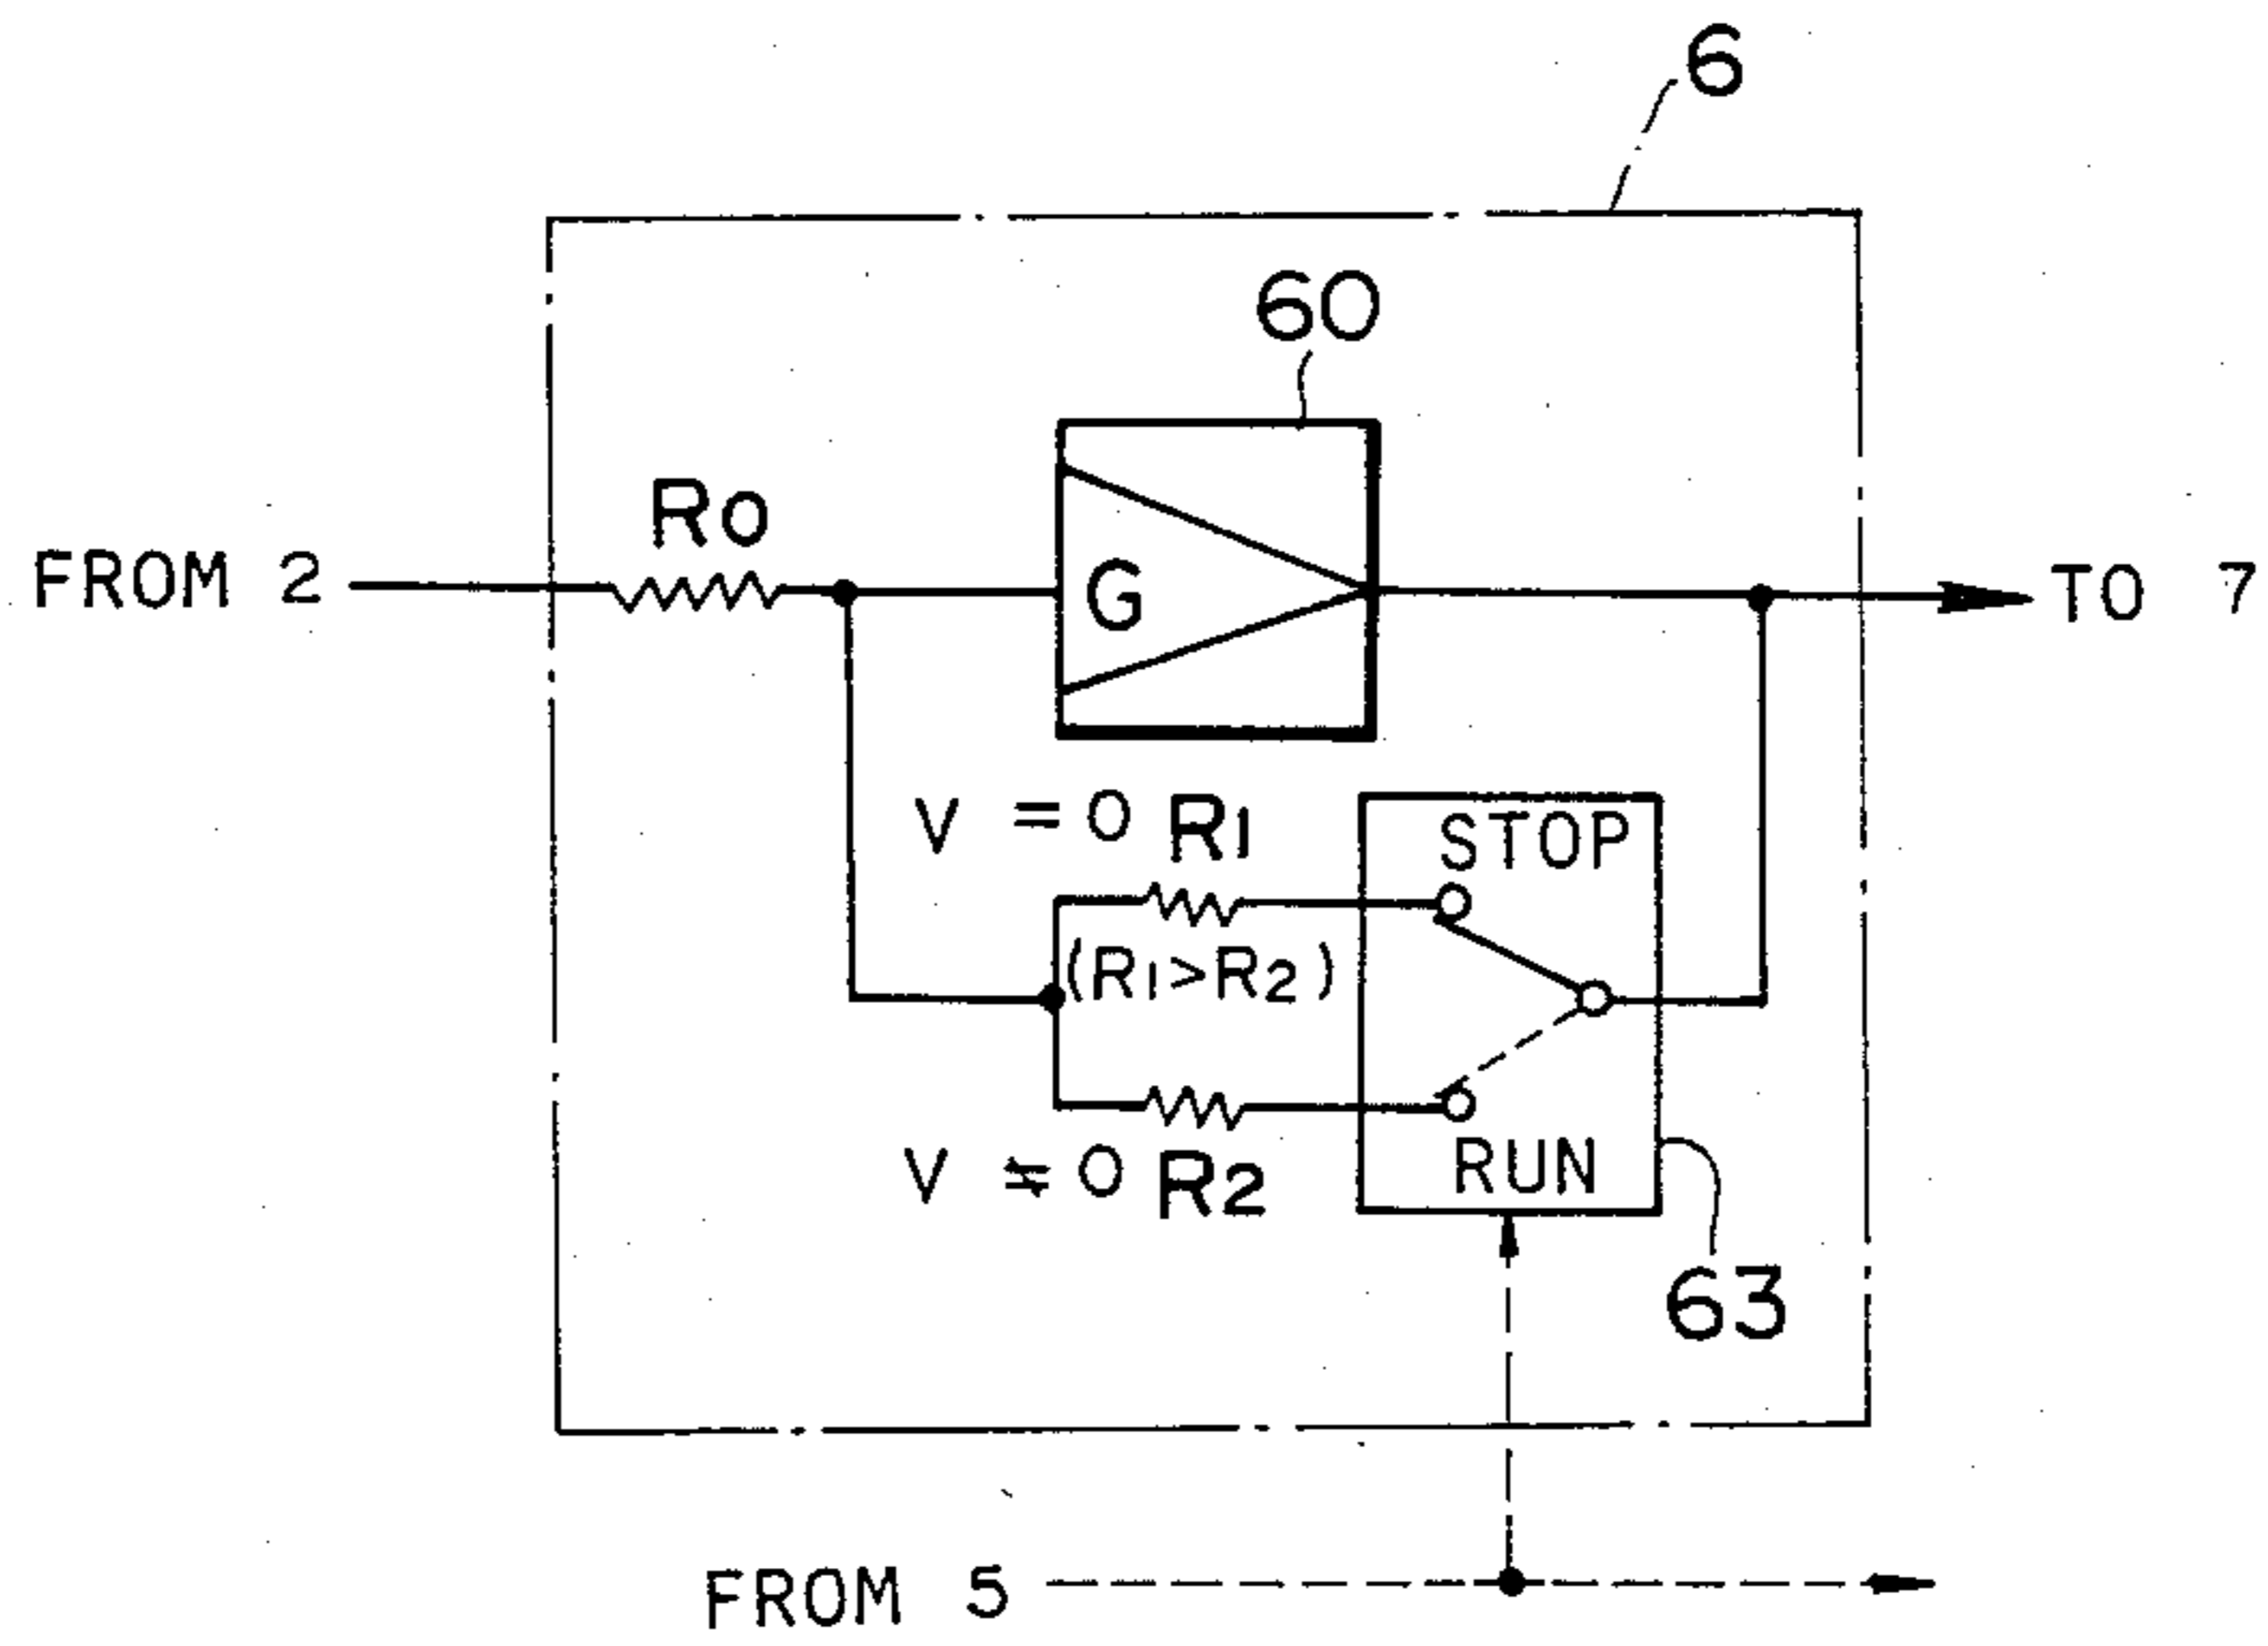 6
60
Ro
FROM 2
G
TO 7
V = 0 R1
STOP
(R1>R2)
V ≠ 0 R2
RUN
63
FROM 5